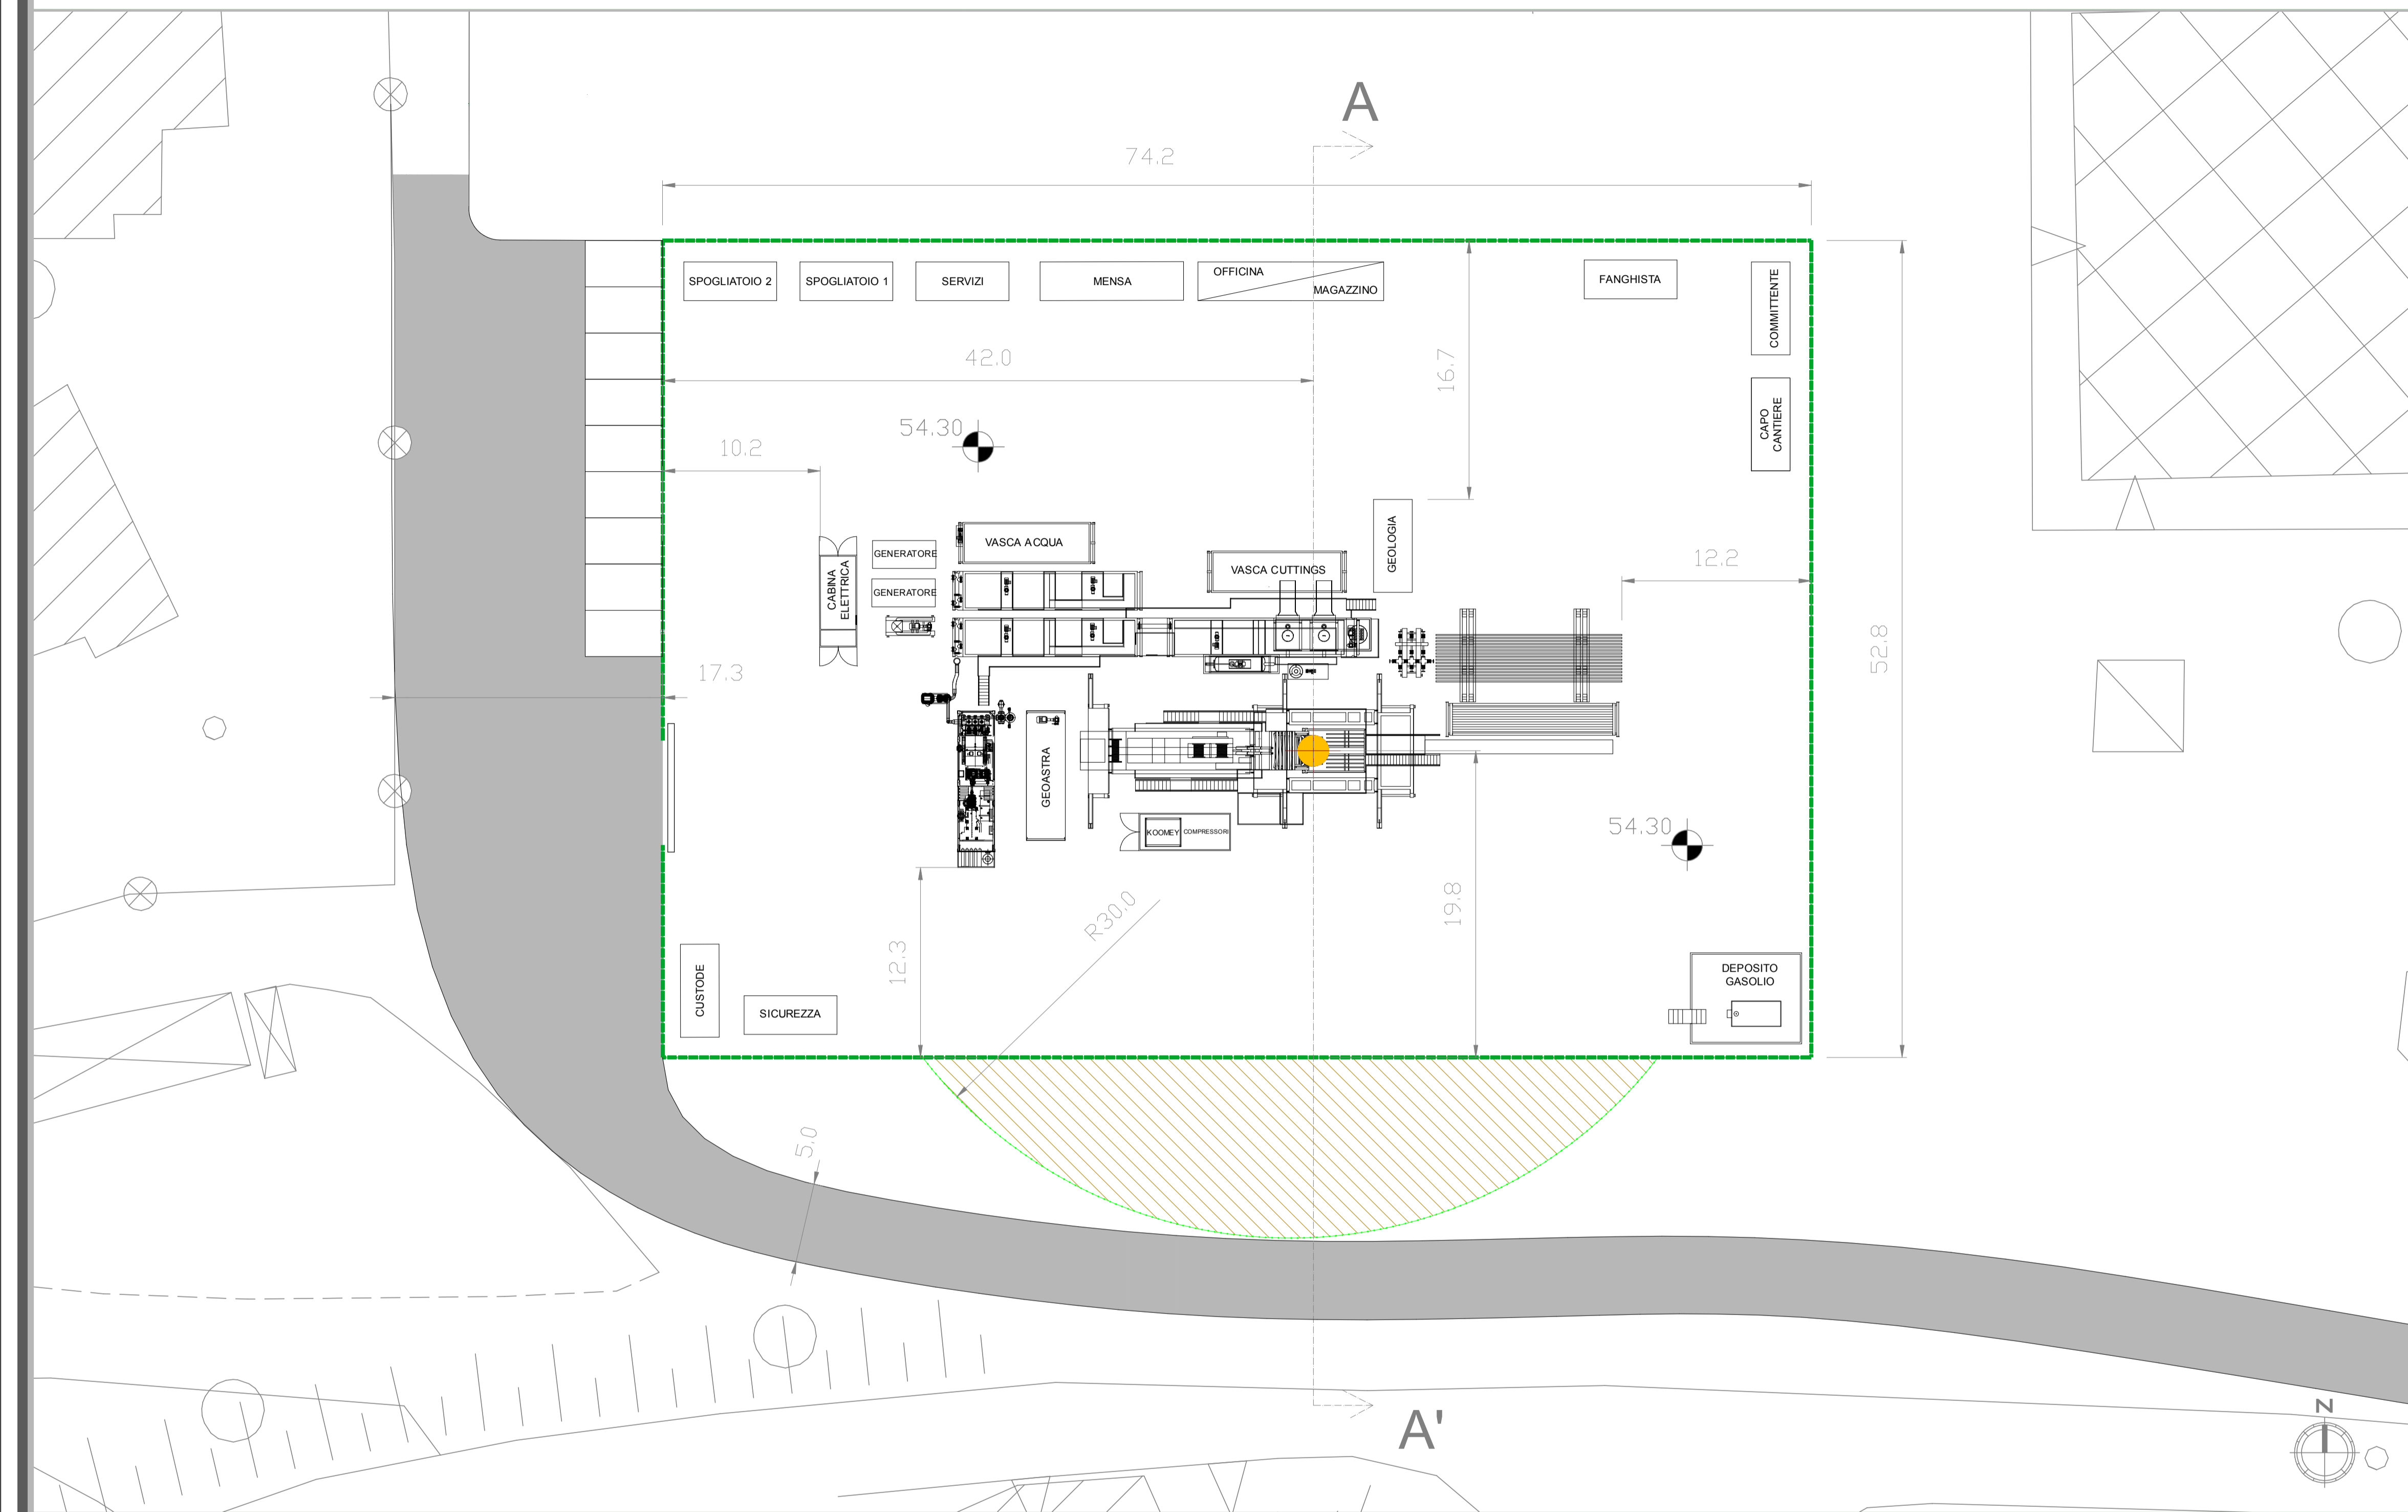 A
74.2
SPOGLIATOIO 2
SPOGLIATOIO 1
SERVIZI
MENSA
OFFICINA
MAGAZZINO
FANGHISTA
COMMITTENTE
42.0
16.7
CAPO
CANTIERE
54.30
10.2
GEOLOGIA
VASCA ACQUA
GENERATORE
CABINA
ELETTRICA
VASCA CUTTINGS
12.2
GENERATORE
52.8
17.3
GEOASTRA
KOOMEY
COMPRESSORI
54.30
R30.0
19.8
12.3
CUSTODE
SICUREZZA
DEPOSITO
GASOLIO
5.0
A'
N